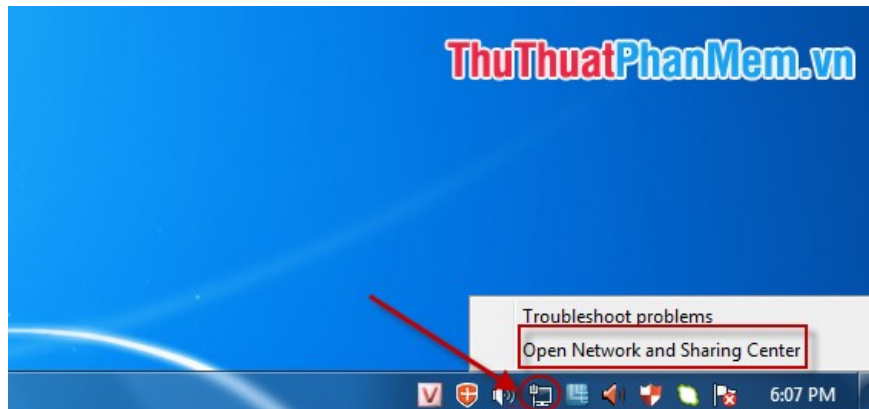 ThuThuatPhanMem.vn
Troubleshoot problems
Open Network and Sharing Center
V
6:07 PM